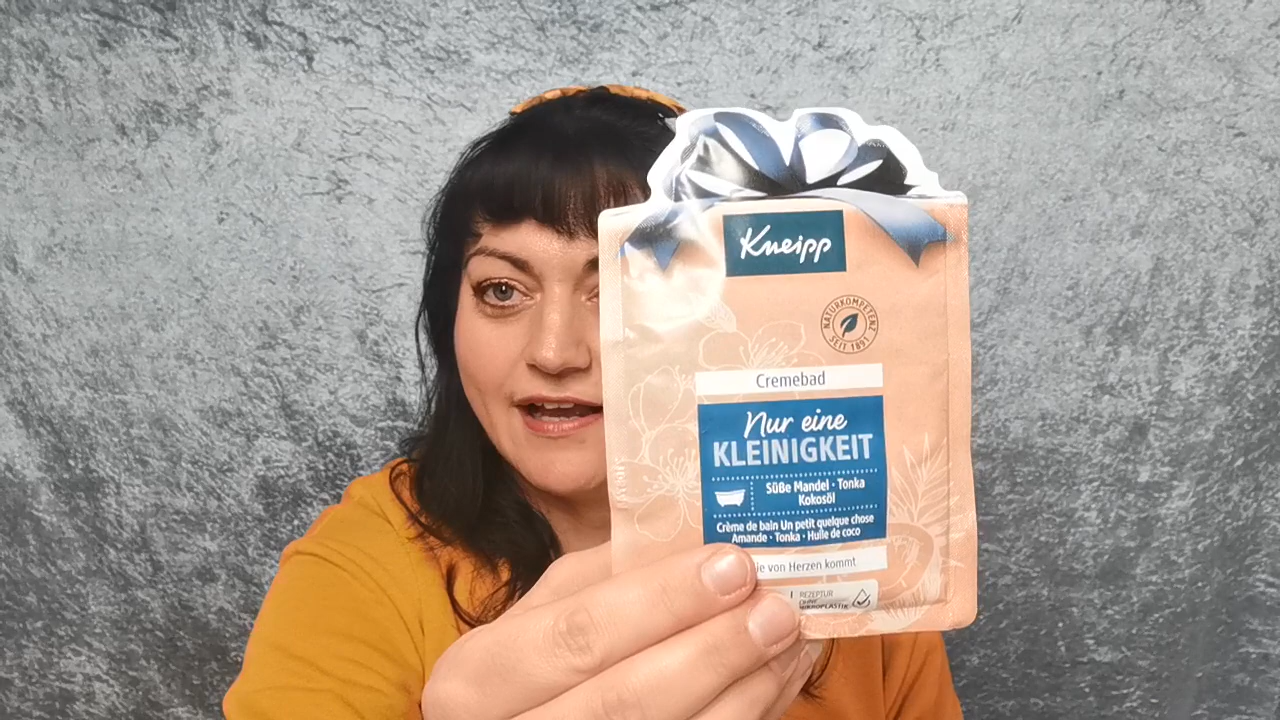 Kneipp
NATURKOMPETENZ
SEIT 1891
Cremebad
Nur eine
KLEINIGKEIT
Süße Mandel · Tonka
Kokosöl
Crème de bain Un petit quelque chose
Amande · Tonka · Huile de coco
von Herzen kommt
REZEPTUR
OHNE
MIKROPLASTIK